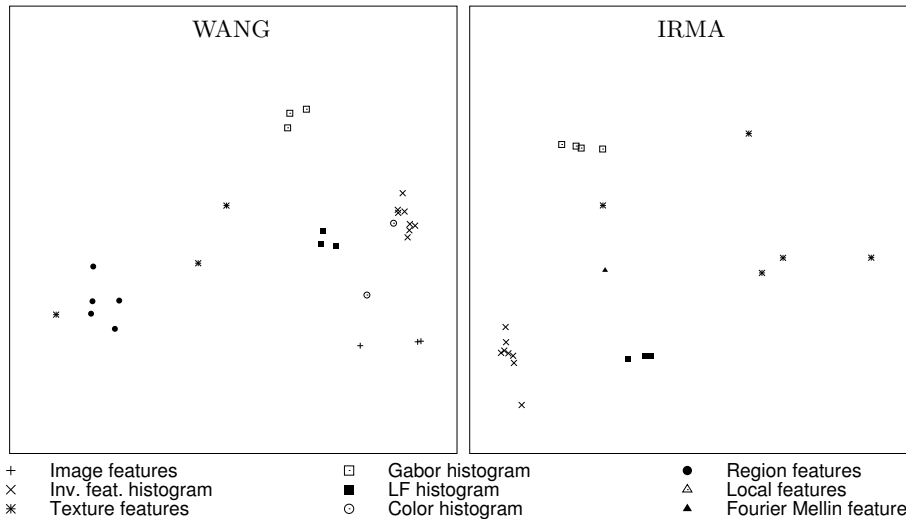 WANG
IRMA
Image features
Inv. feat. histogram
Texture features
Gabor histogram
LF histogram
Color histogram
Region features
Local features
Fourier Mellin feature